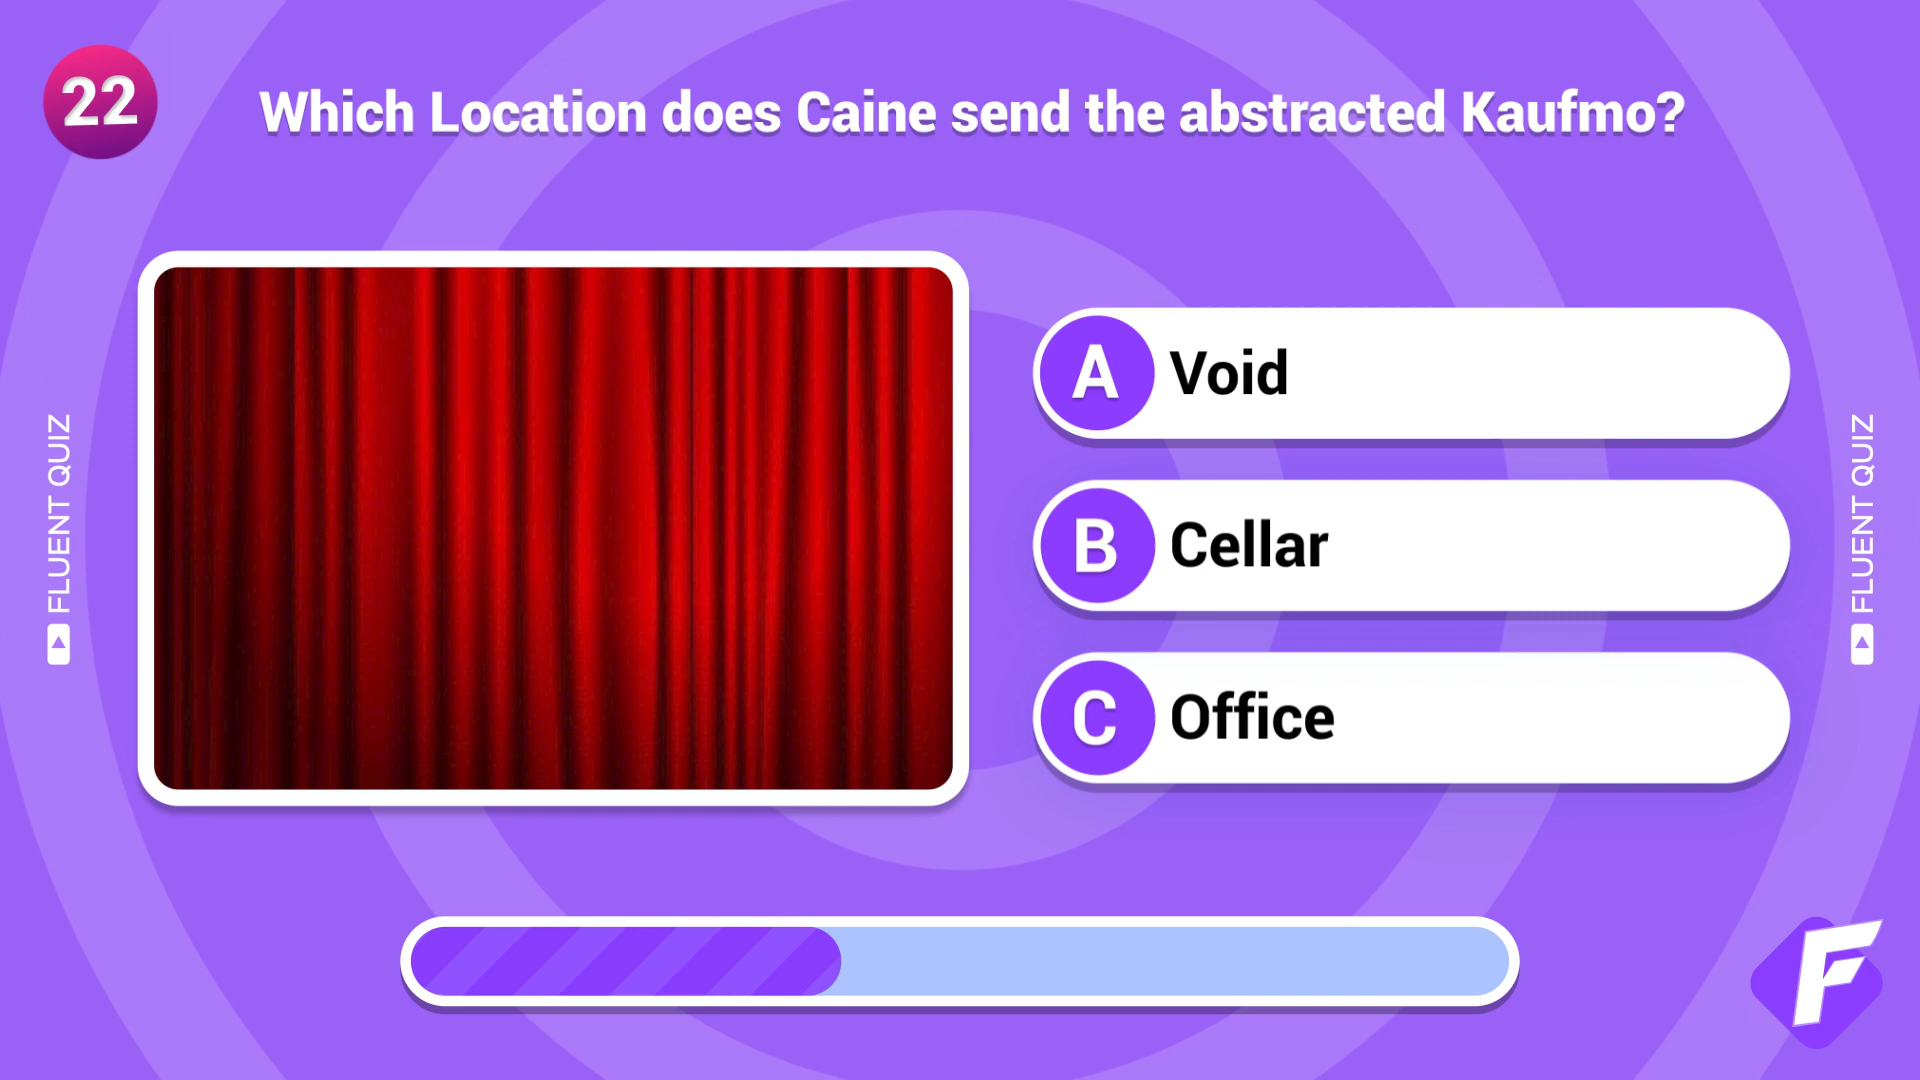 22
Which Location does Caine send the abstracted Kaufmo?
FLUENT QUIZ
A Void
B Cellar
C Office
FLUENT QUIZ
F